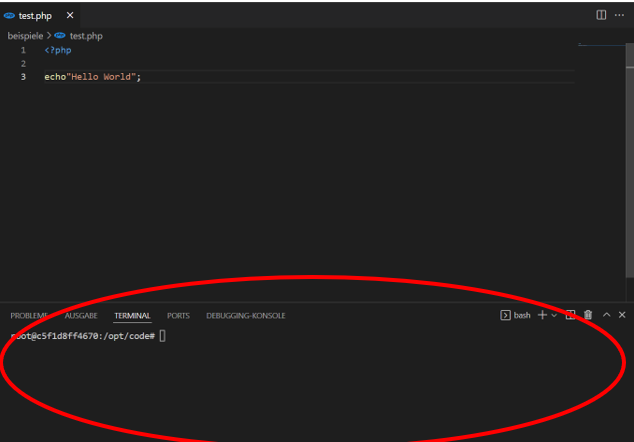 test.php
beispiele > test.php
1 <?php
2
3 echo"Hello World";
PROBLEME AUSGABE TERMINAL PORTS DEBUGGING-KONSOLE bash
root@c5f1d8ff4670:/opt/code#